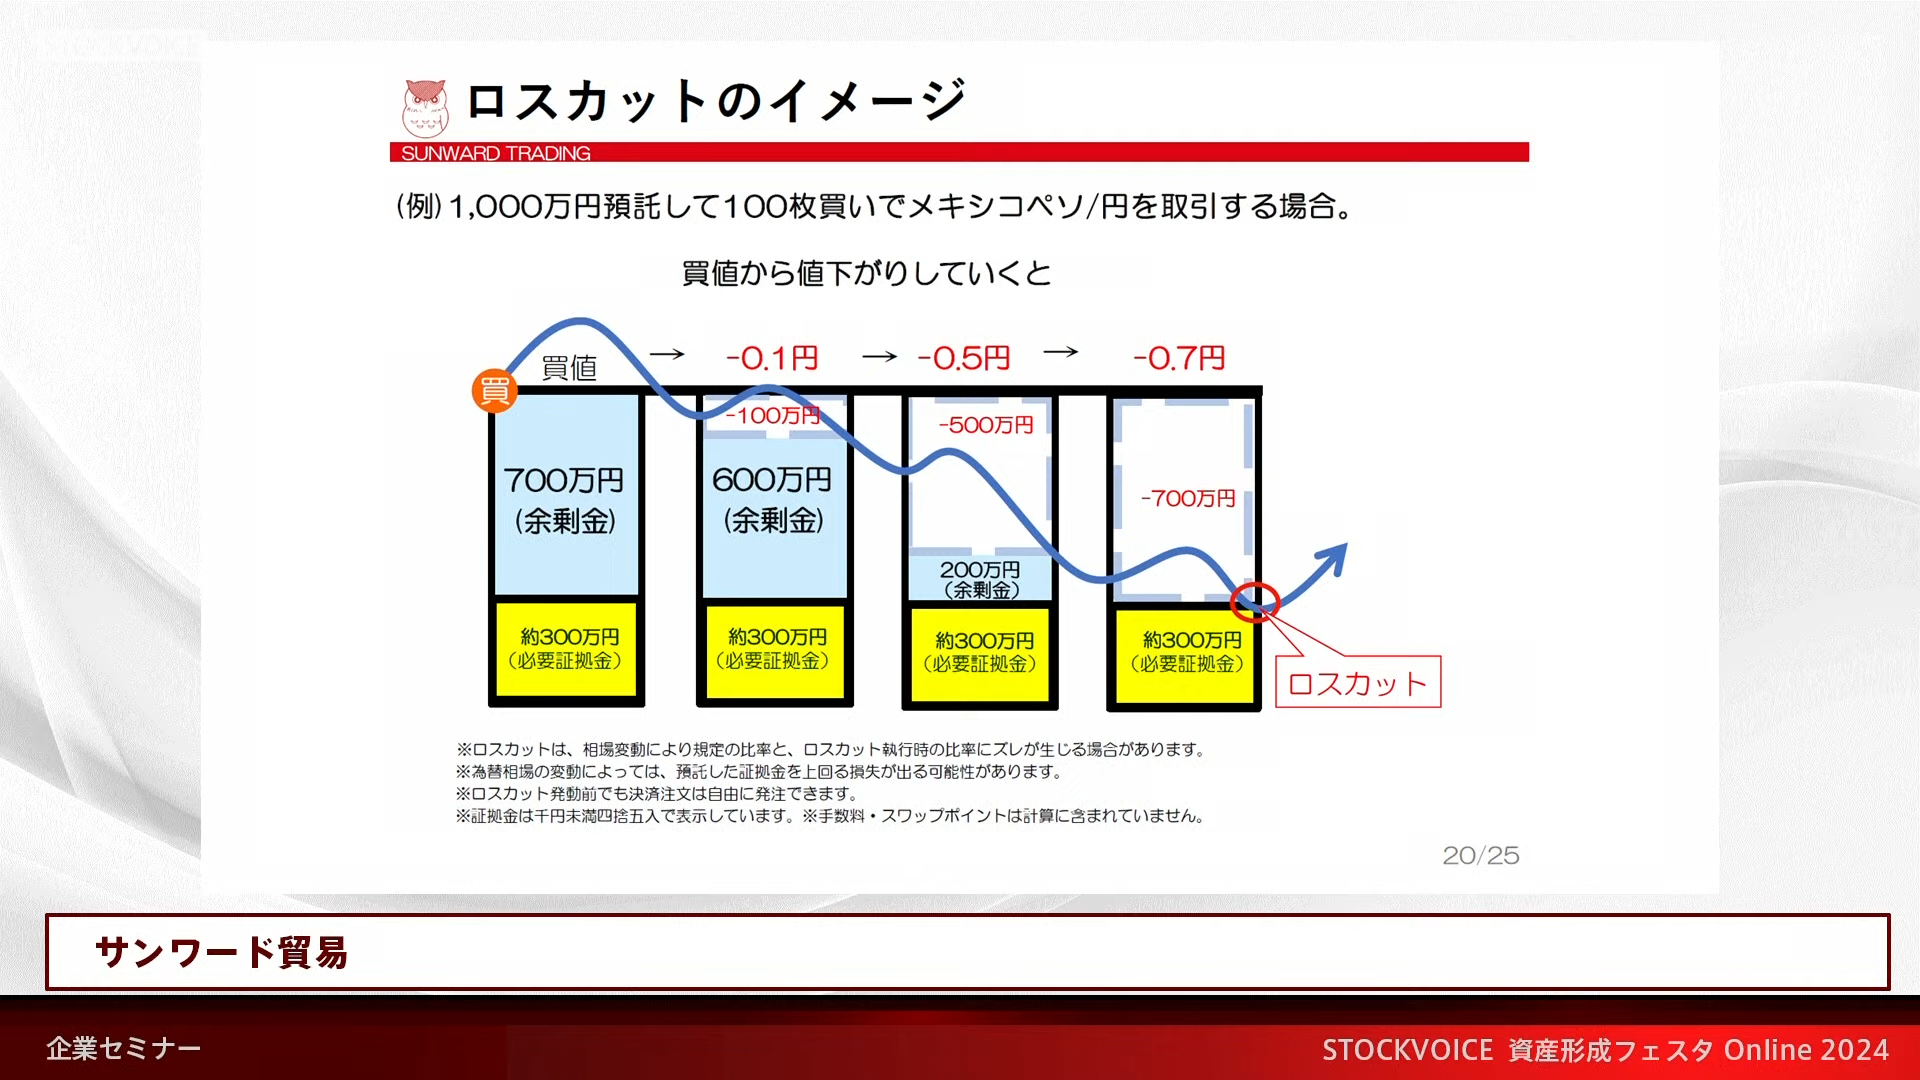 ロスカットのイメージ
SUNWARD TRADING
(例)1,000万円預託して100枚買いでメキシコペソ/円を取引する場合。
買値から値下がりしていくと
買値 → -0.1円 → -0.5円 → -0.7円
買
-100万円
-500万円
-700万円
700万円
(余剰金)
600万円
(余剰金)
200万円
(余剰金)
約300万円
(必要証拠金)
約300万円
(必要証拠金)
約300万円
(必要証拠金)
約300万円
(必要証拠金)
ロスカット
※ロスカットは、相場変動により規定の比率と、ロスカット執行時の比率にズレが生じる場合があります。
※為替相場の変動によっては、預託した証拠金を上回る損失が出る可能性があります。
※ロスカット発動前でも決済注文は自由に発注できます。
※証拠金は千円未満四捨五入で表示しています。※手数料・スワップポイントは計算に含まれていません。
20/25
サンワード貿易
企業セミナー
STOCKVOICE 資産形成フェスタ Online 2024